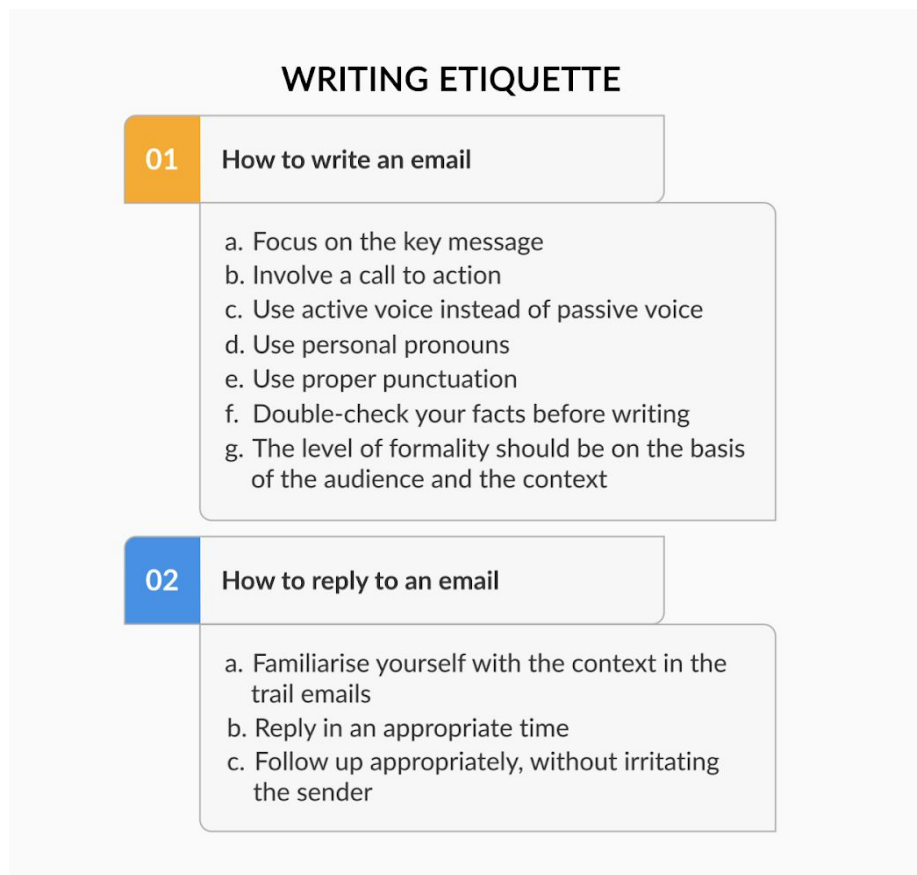 WRITING ETIQUETTE
01
How to write an email
a. Focus on the key message
b. Involve a call to action
c. Use active voice instead of passive voice
d. Use personal pronouns
e. Use proper punctuation
f. Double-check your facts before writing
g. The level of formality should be on the basis
of the audience and the context
02
How to reply to an email
a. Familiarise yourself with the context in the
trail emails
b. Reply in an appropriate time
c. Follow up appropriately, without irritating
the sender